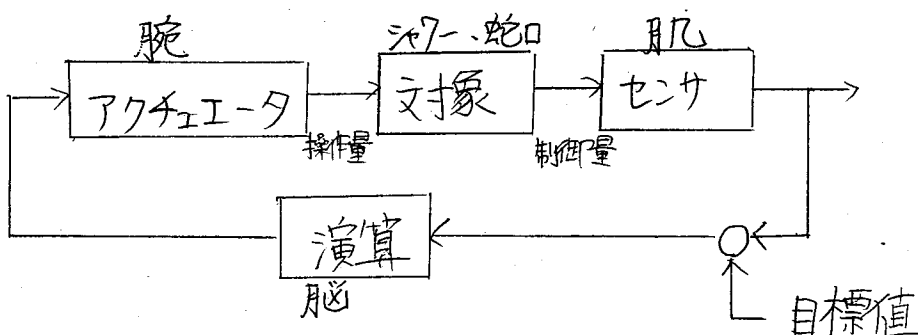 腕
シャワー、蛇口
肌
アクチュエータ
対象
センサ
操作量
制御量
演算
脳
目標値